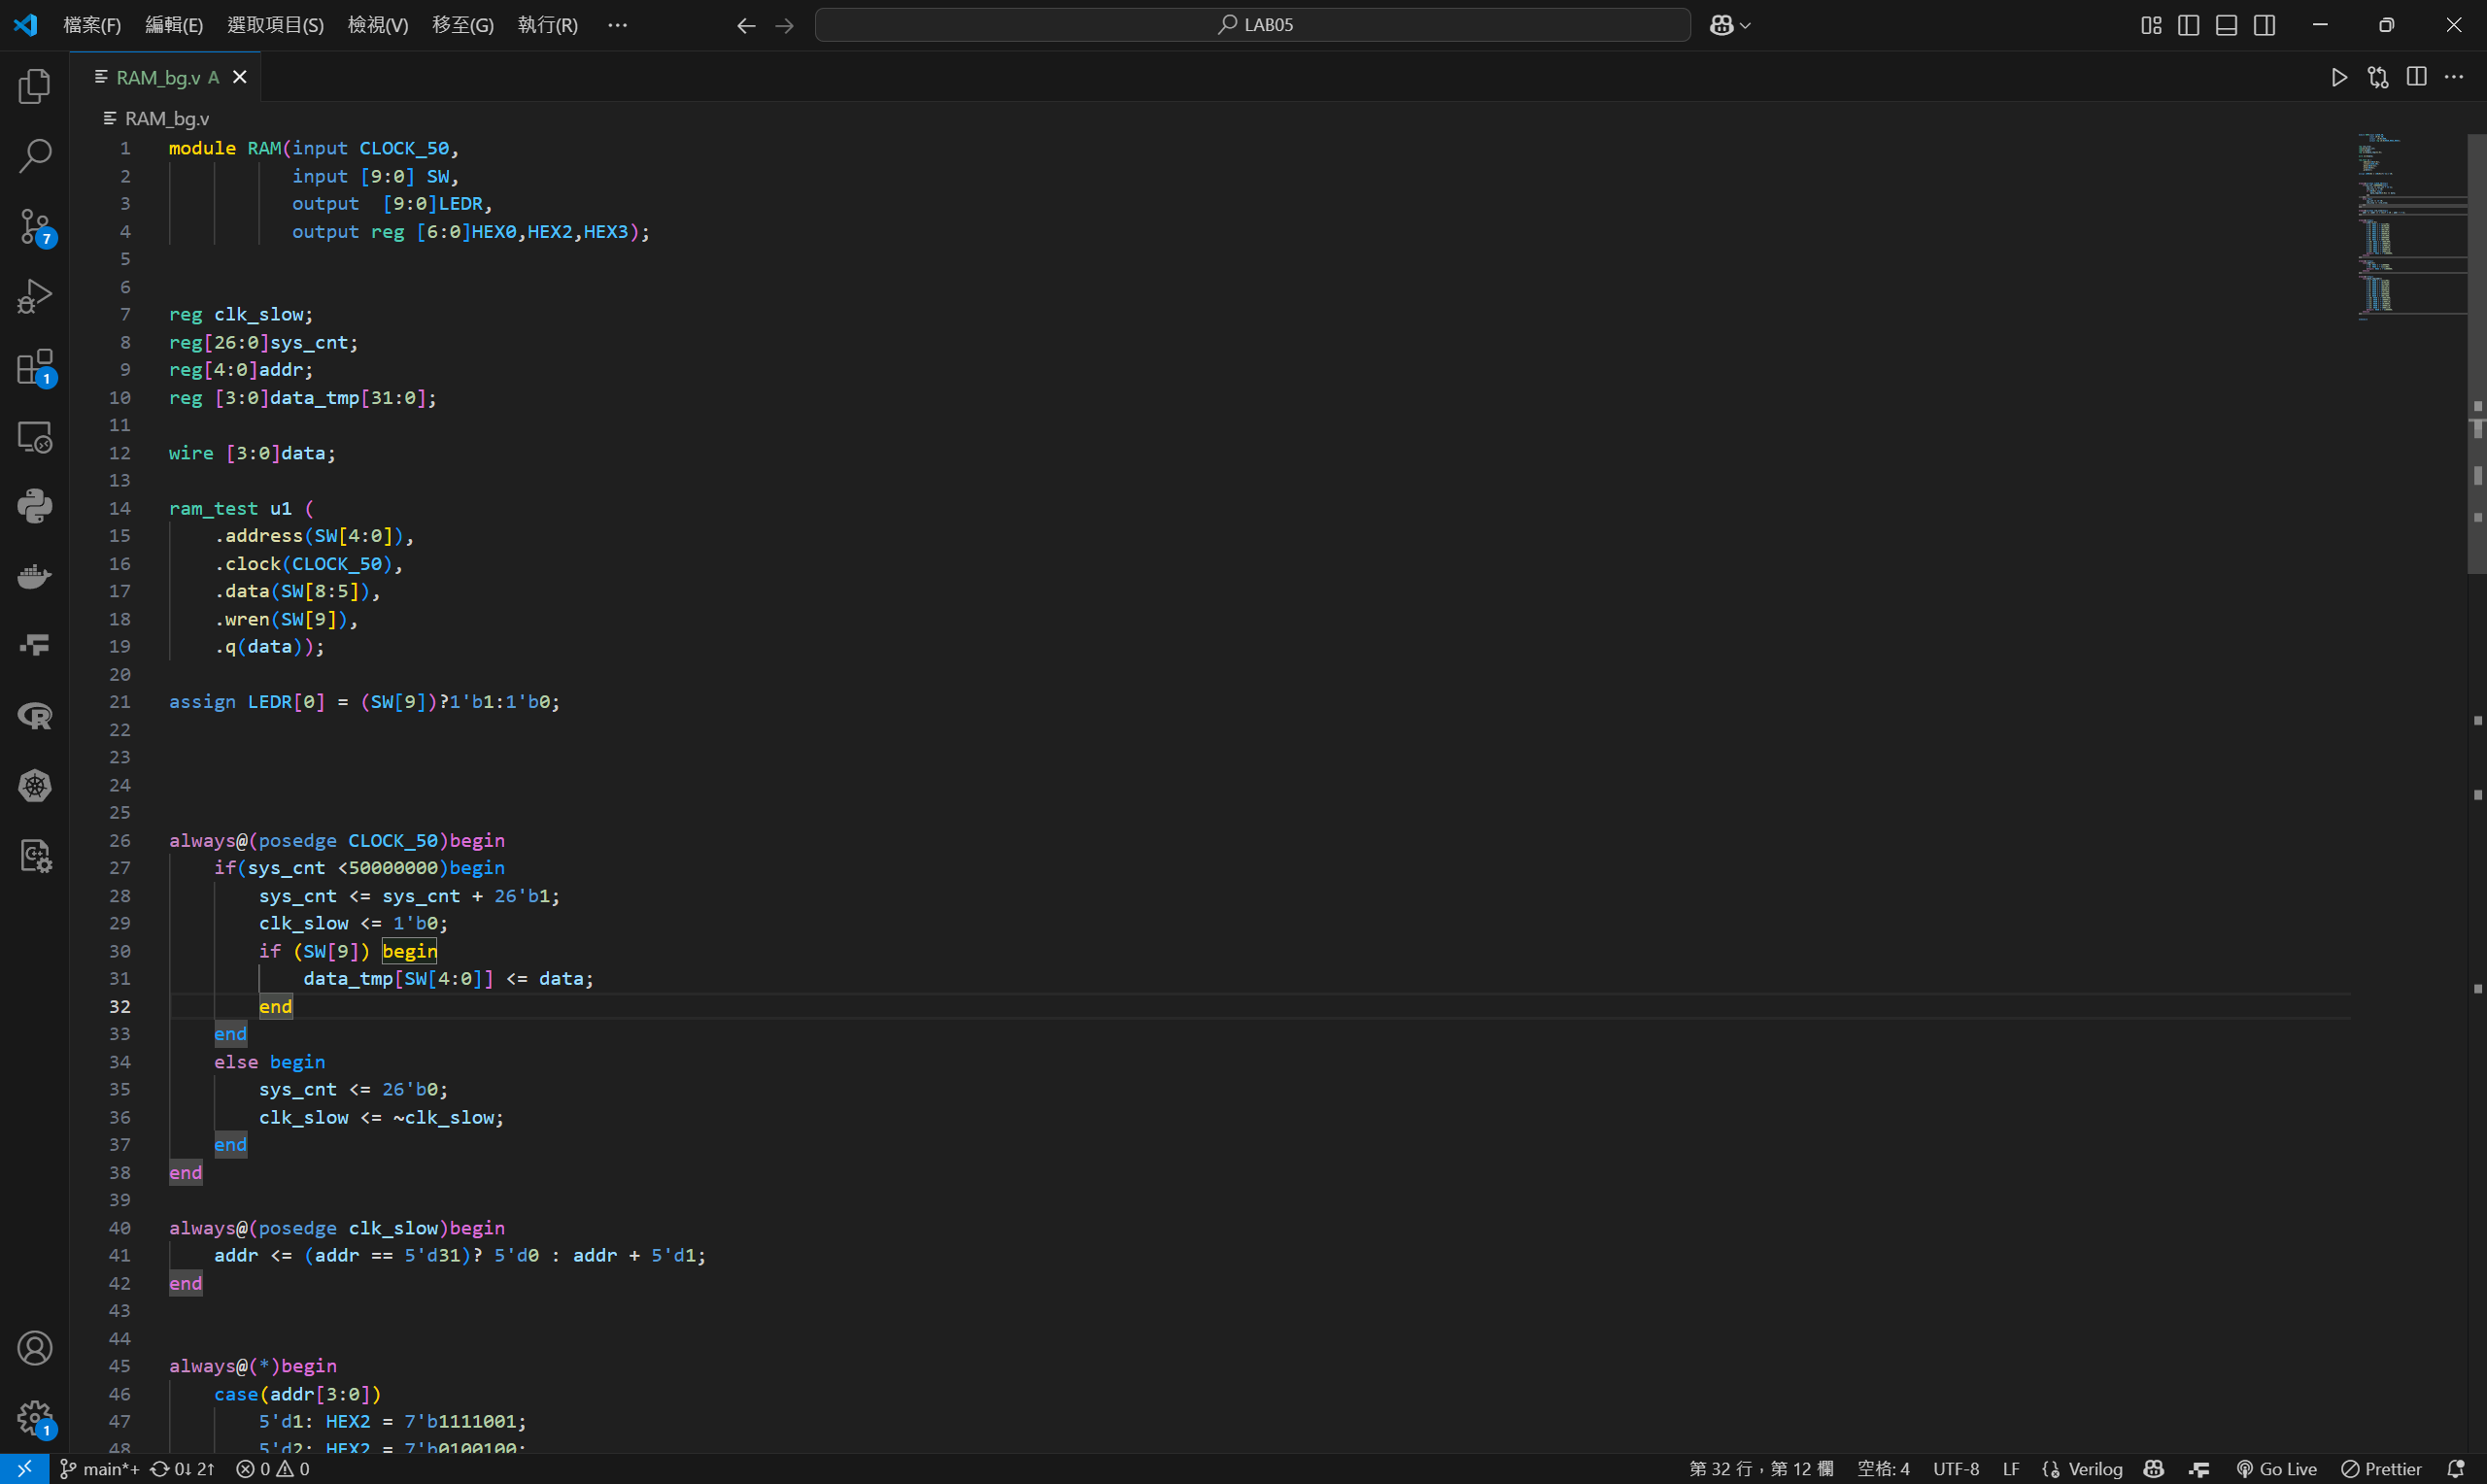 檔案(F) 編輯(E) 選取項目(S) 檢視(V) 移至(G) 執行(R) ··· LAB05
RAM_bg.v A
RAM_bg.v
7
1
1
1 module RAM(input CLOCK_50,
2 input [9:0] SW,
3 output  [9:0]LEDR,
4 output reg [6:0]HEX0,HEX2,HEX3);
5
6
7 reg clk_slow;
8 reg[26:0]sys_cnt;
9 reg[4:0]addr;
10 reg [3:0]data_tmp[31:0];
11
12 wire [3:0]data;
13
14 ram_test u1 (
15 .address(SW[4:0]),
16 .clock(CLOCK_50),
17 .data(SW[8:5]),
18 .wren(SW[9]),
19 .q(data));
20
21 assign LEDR[0] = (SW[9])?1'b1:1'b0;
22
23
24
25
26 always@(posedge CLOCK_50)begin
27 if(sys_cnt <50000000)begin
28 sys_cnt <= sys_cnt + 26'b1;
29 clk_slow <= 1'b0;
30 if (SW[9]) begin
31 data_tmp[SW[4:0]] <= data;
32 end
33 end
34 else begin
35 sys_cnt <= 26'b0;
36 clk_slow <= ~clk_slow;
37 end
38 end
39
40 always@(posedge clk_slow)begin
41 addr <= (addr == 5'd31)? 5'd0 : addr + 5'd1;
42 end
43
44
45 always@(*)begin
46 case(addr[3:0])
47 5'd1: HEX2 = 7'b1111001;
48 5'd2: HEX2 = 7'b0100100;
main*+ 0↓ 2↑ 0 0 第 32 行，第 12 欄 空格: 4 UTF-8 LF Verilog Go Live Prettier